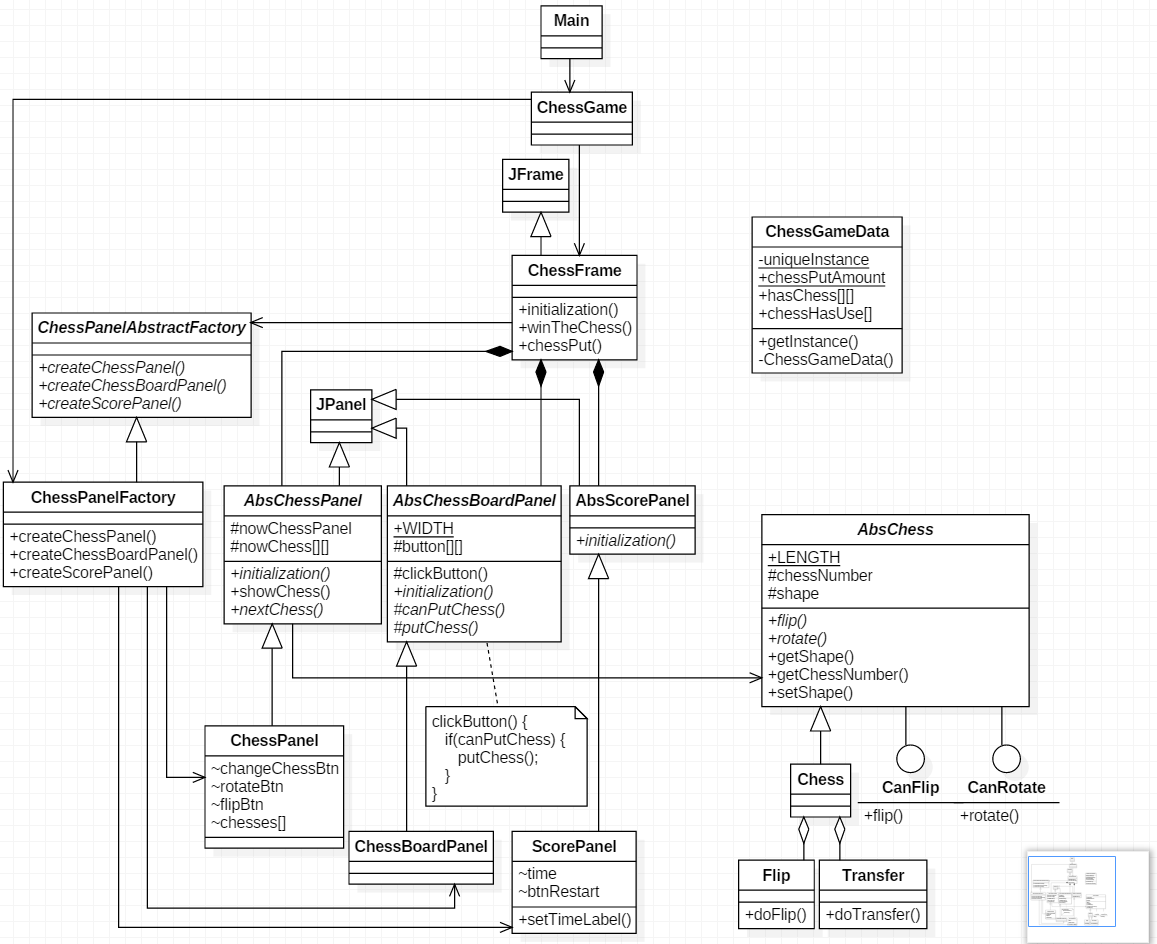 Main
ChessGame
JFrame
ChessFrame
+initialization()
+winTheChess()
+chessPut()
ChessGameData
-uniqueInstance
+chessPutAmount
+hasChess[][]
+chessHasUse[]
+getInstance()
-ChessGameData()
ChessPanelAbstractFactory
+createChessPanel()
+createChessBoardPanel()
+createScorePanel()
JPanel
ChessPanelFactory
+createChessPanel()
+createChessBoardPanel()
+createScorePanel()
AbsChessPanel
#nowChessPanel
#nowChess[][]
+initialization()
+showChess()
+nextChess()
AbsChessBoardPanel
+WIDTH
#button[][]
#clickButton()
+initialization()
#canPutChess()
#putChess()
AbsScorePanel
+initialization()
AbsChess
+LENGTH
#chessNumber
#shape
+flip()
+rotate()
+getShape()
+getChessNumber()
+setShape()
clickButton() {
if(canPutChess) {
putChess();
}
}
ChessPanel
~changeChessBtn
~rotateBtn
~flipBtn
~chesses[]
Chess
CanFlip
+flip()
CanRotate
+rotate()
ChessBoardPanel
ScorePanel
~time
~btnRestart
+setTimeLabel()
Flip
+doFlip()
Transfer
+doTransfer()